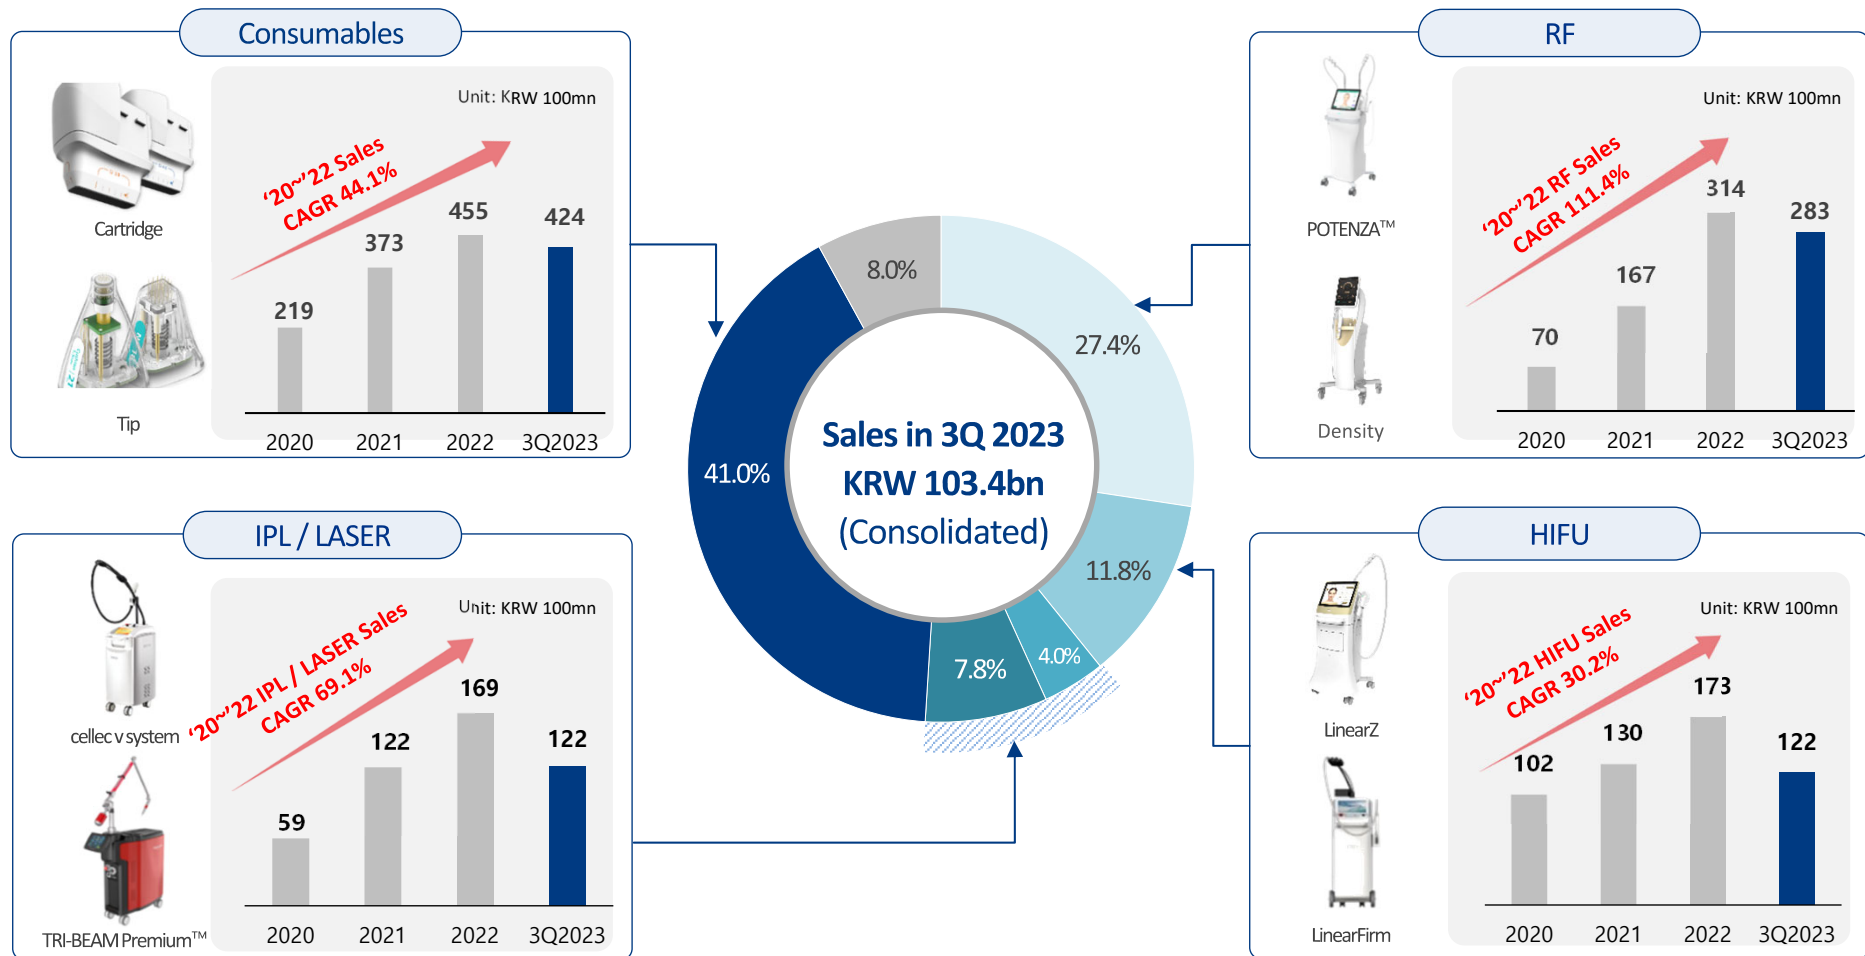 Consumables
Unit: KRW 100mn
‘20~’22 Sales
CAGR 44.1%
Cartridge
Tip
219
373
455
424
2020
2021
2022
3Q2023
RF
Unit: KRW 100mn
‘20~’22 RF Sales
CAGR 111.4%
POTENZA™
Density
70
167
314
283
2020
2021
2022
3Q2023
8.0%
27.4%
41.0%
11.8%
4.0%
7.8%
Sales in 3Q 2023
KRW 103.4bn
(Consolidated)
IPL / LASER
Unit: KRW 100mn
‘20~’22 IPL / LASER Sales
CAGR 69.1%
cellec v system
TRI-BEAM Premium™
59
122
169
122
2020
2021
2022
3Q2023
HIFU
Unit: KRW 100mn
‘20~’22 HIFU Sales
CAGR 30.2%
LinearZ
LinearFirm
102
130
173
122
2020
2021
2022
3Q2023